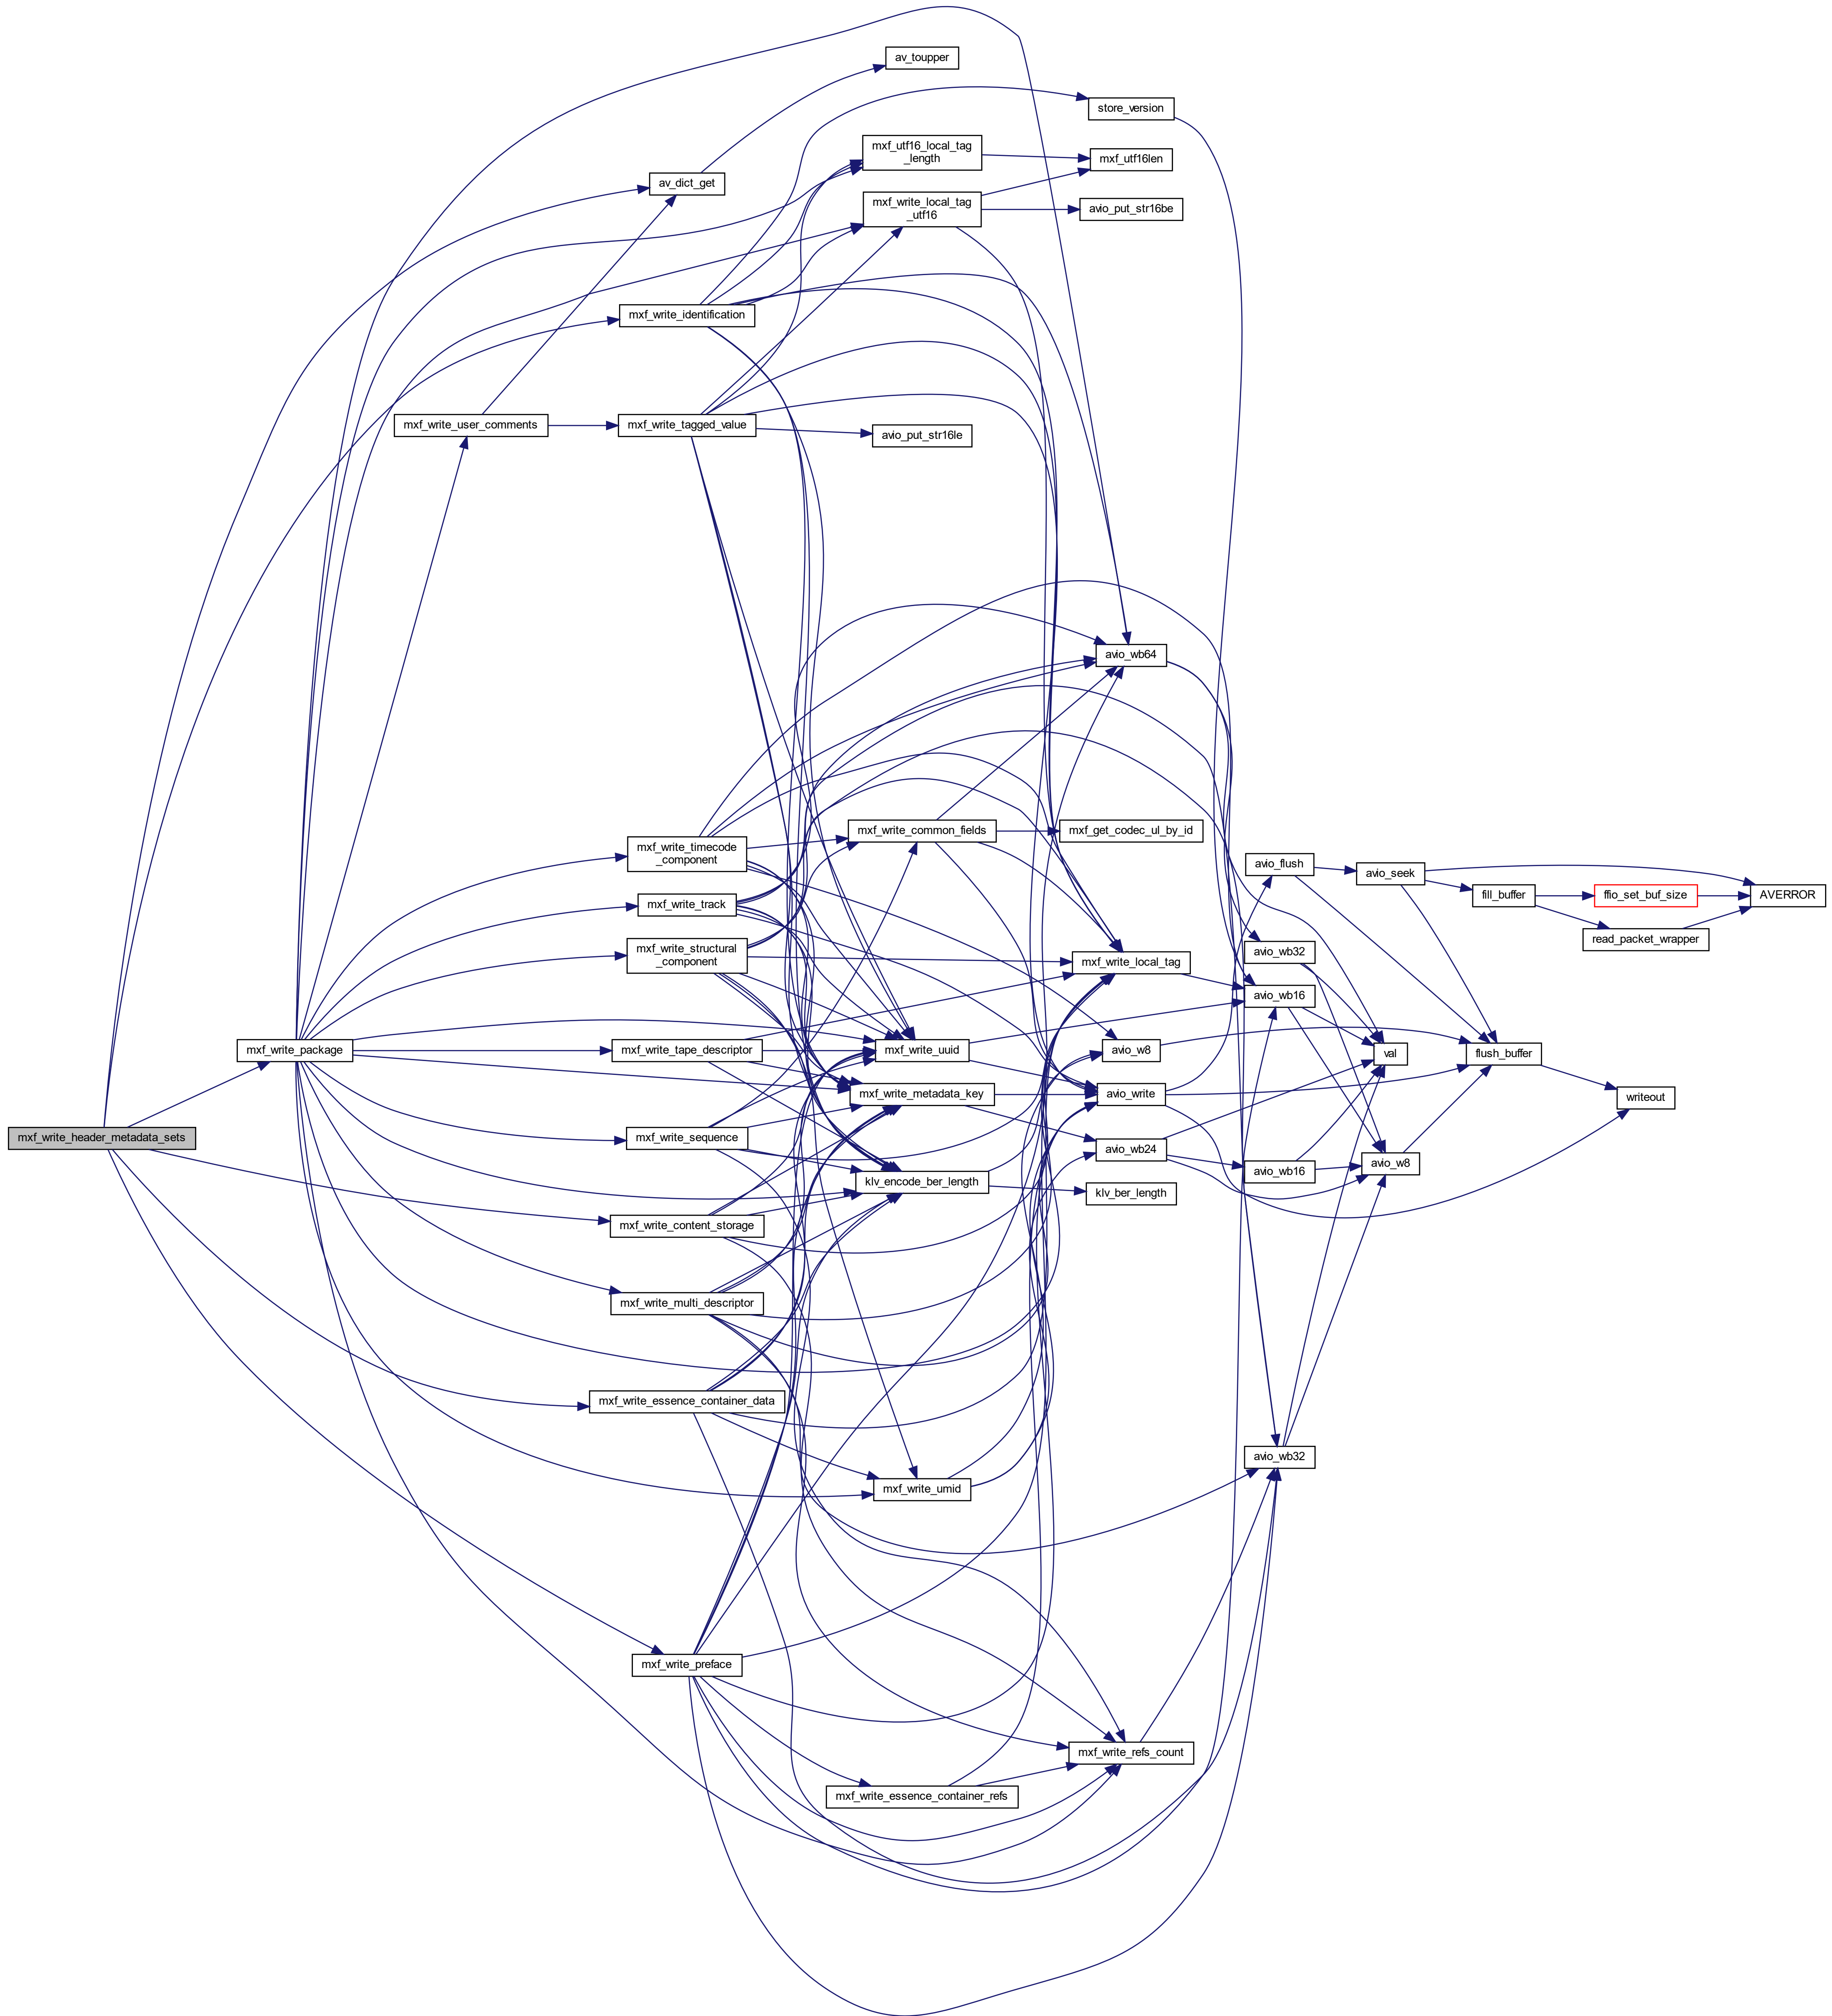 av_toupper
store_version
mxf_utf16_local_tag
_length
mxf_utf16len
av_dict_get
mxf_write_local_tag
_utf16
avio_put_str16be
mxf_write_identification
mxf_write_user_comments
mxf_write_tagged_value
avio_put_str16le
avio_wb64
mxf_write_timecode
_component
mxf_write_common_fields
mxf_get_codec_ul_by_id
avio_flush
avio_seek
fill_buffer
ffio_set_buf_size
AVERROR
mxf_write_track
read_packet_wrapper
mxf_write_structural
_component
avio_wb32
mxf_write_local_tag
avio_wb16
mxf_write_package
mxf_write_tape_descriptor
mxf_write_uuid
avio_w8
val
flush_buffer
mxf_write_metadata_key
avio_write
writeout
mxf_write_header_metadata_sets
mxf_write_sequence
avio_wb24
avio_wb16
avio_w8
klv_encode_ber_length
klv_ber_length
mxf_write_content_storage
mxf_write_multi_descriptor
mxf_write_essence_container_data
avio_wb32
mxf_write_umid
mxf_write_preface
mxf_write_refs_count
mxf_write_essence_container_refs